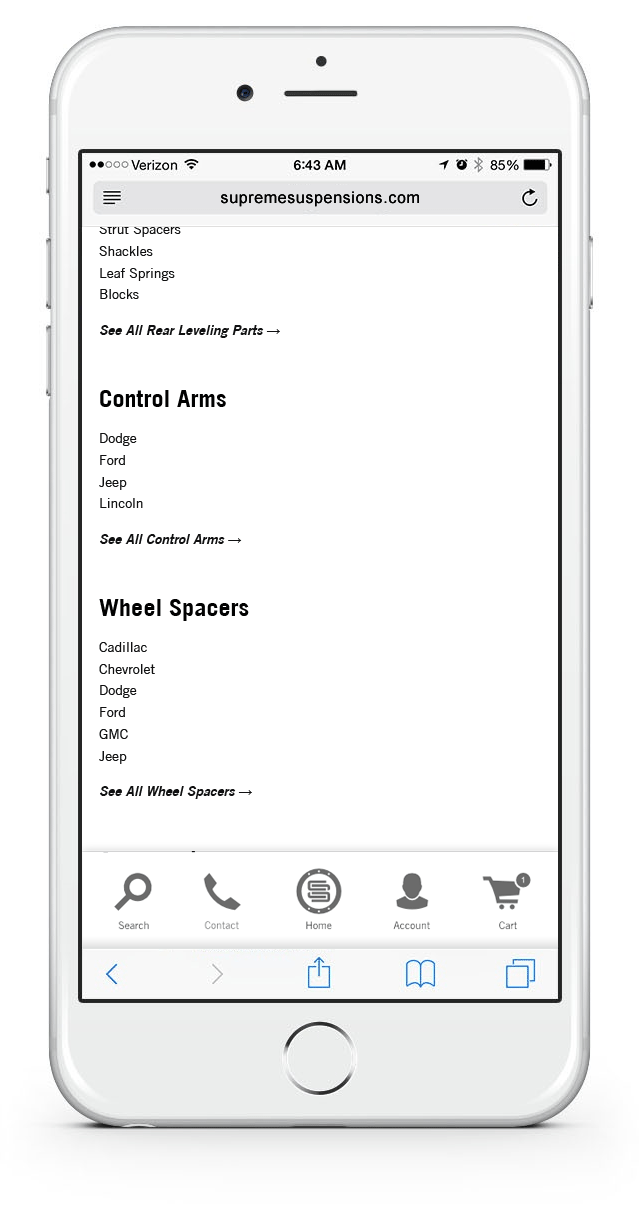 Verizon 6:43 AM 85%
supremesuspensions.com
Strut Spacers
Shackles
Leaf Springs
Blocks
See All Rear Leveling Parts →
Control Arms
Dodge
Ford
Jeep
Lincoln
See All Control Arms →
Wheel Spacers
Cadillac
Chevrolet
Dodge
Ford
GMC
Jeep
See All Wheel Spacers →
1
Search Contact Home Account Cart